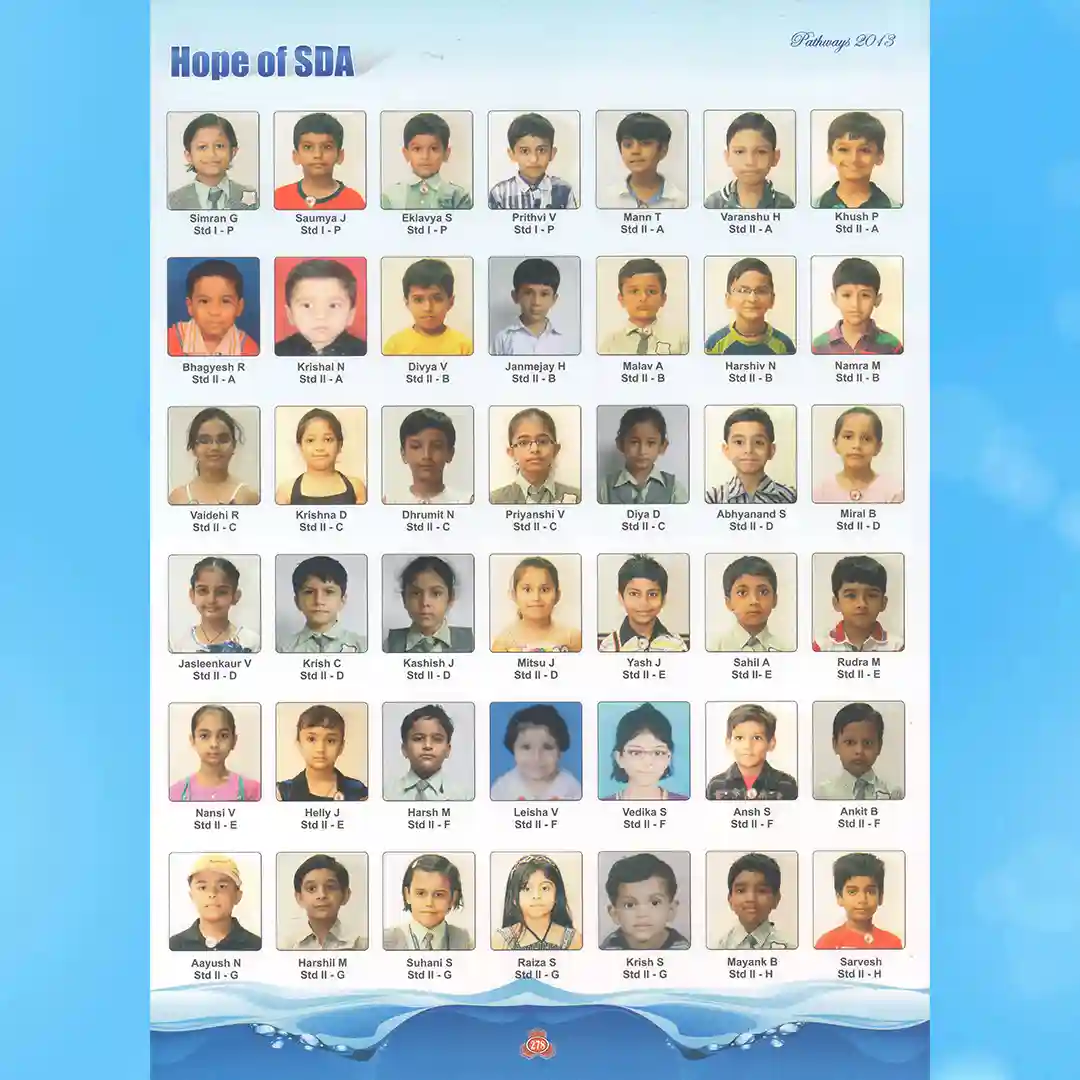 Pathways 2013
Hope of SDA
Simran G Saumya J Eklavya S Prithvi V Mann T Varanshu H Khush P
Std I - P Std I - P Std I - P Std I - P Std II - A Std II - A Std II - A
Bhagyesh R Krishal N Divya V Janmejay H Malav A Harshiv N Namra M
Std II - A Std II - A Std II - B Std II - B Std II - B Std II - B Std II - B
Vaidehi R Krishna D Dhrumit N Priyanshi V Diya D Abhyanand S Miral B
Std II - C Std II - C Std II - C Std II - C Std II - C Std II - D Std II - D
Jasleenkaur V Krish C Kashish J Mitsu J Yash J Sahil A Rudra M
Std II - D Std II - D Std II - D Std II - D Std II - E Std II- E Std II - E
Nansi V Helly J Harsh M Leisha V Vedika S Ansh S Ankit B
Std II - E Std II - E Std II - F Std II - F Std II - F Std II - F Std II - F
Aayush N Harshil M Suhani S Raiza S Krish S Mayank B Sarvesh
Std II - G Std II - G Std II - G Std II - G Std II - G Std II - H Std II - H
278